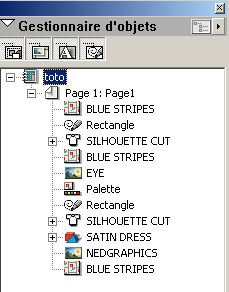 Gestionnaire d'objets
toto
Page 1: Page1
BLUE STRIPES
Rectangle
SILHOUETTE CUT
BLUE STRIPES
EYE
Palette
Rectangle
SILHOUETTE CUT
SATIN DRESS
NEDGRAPHICS
BLUE STRIPES